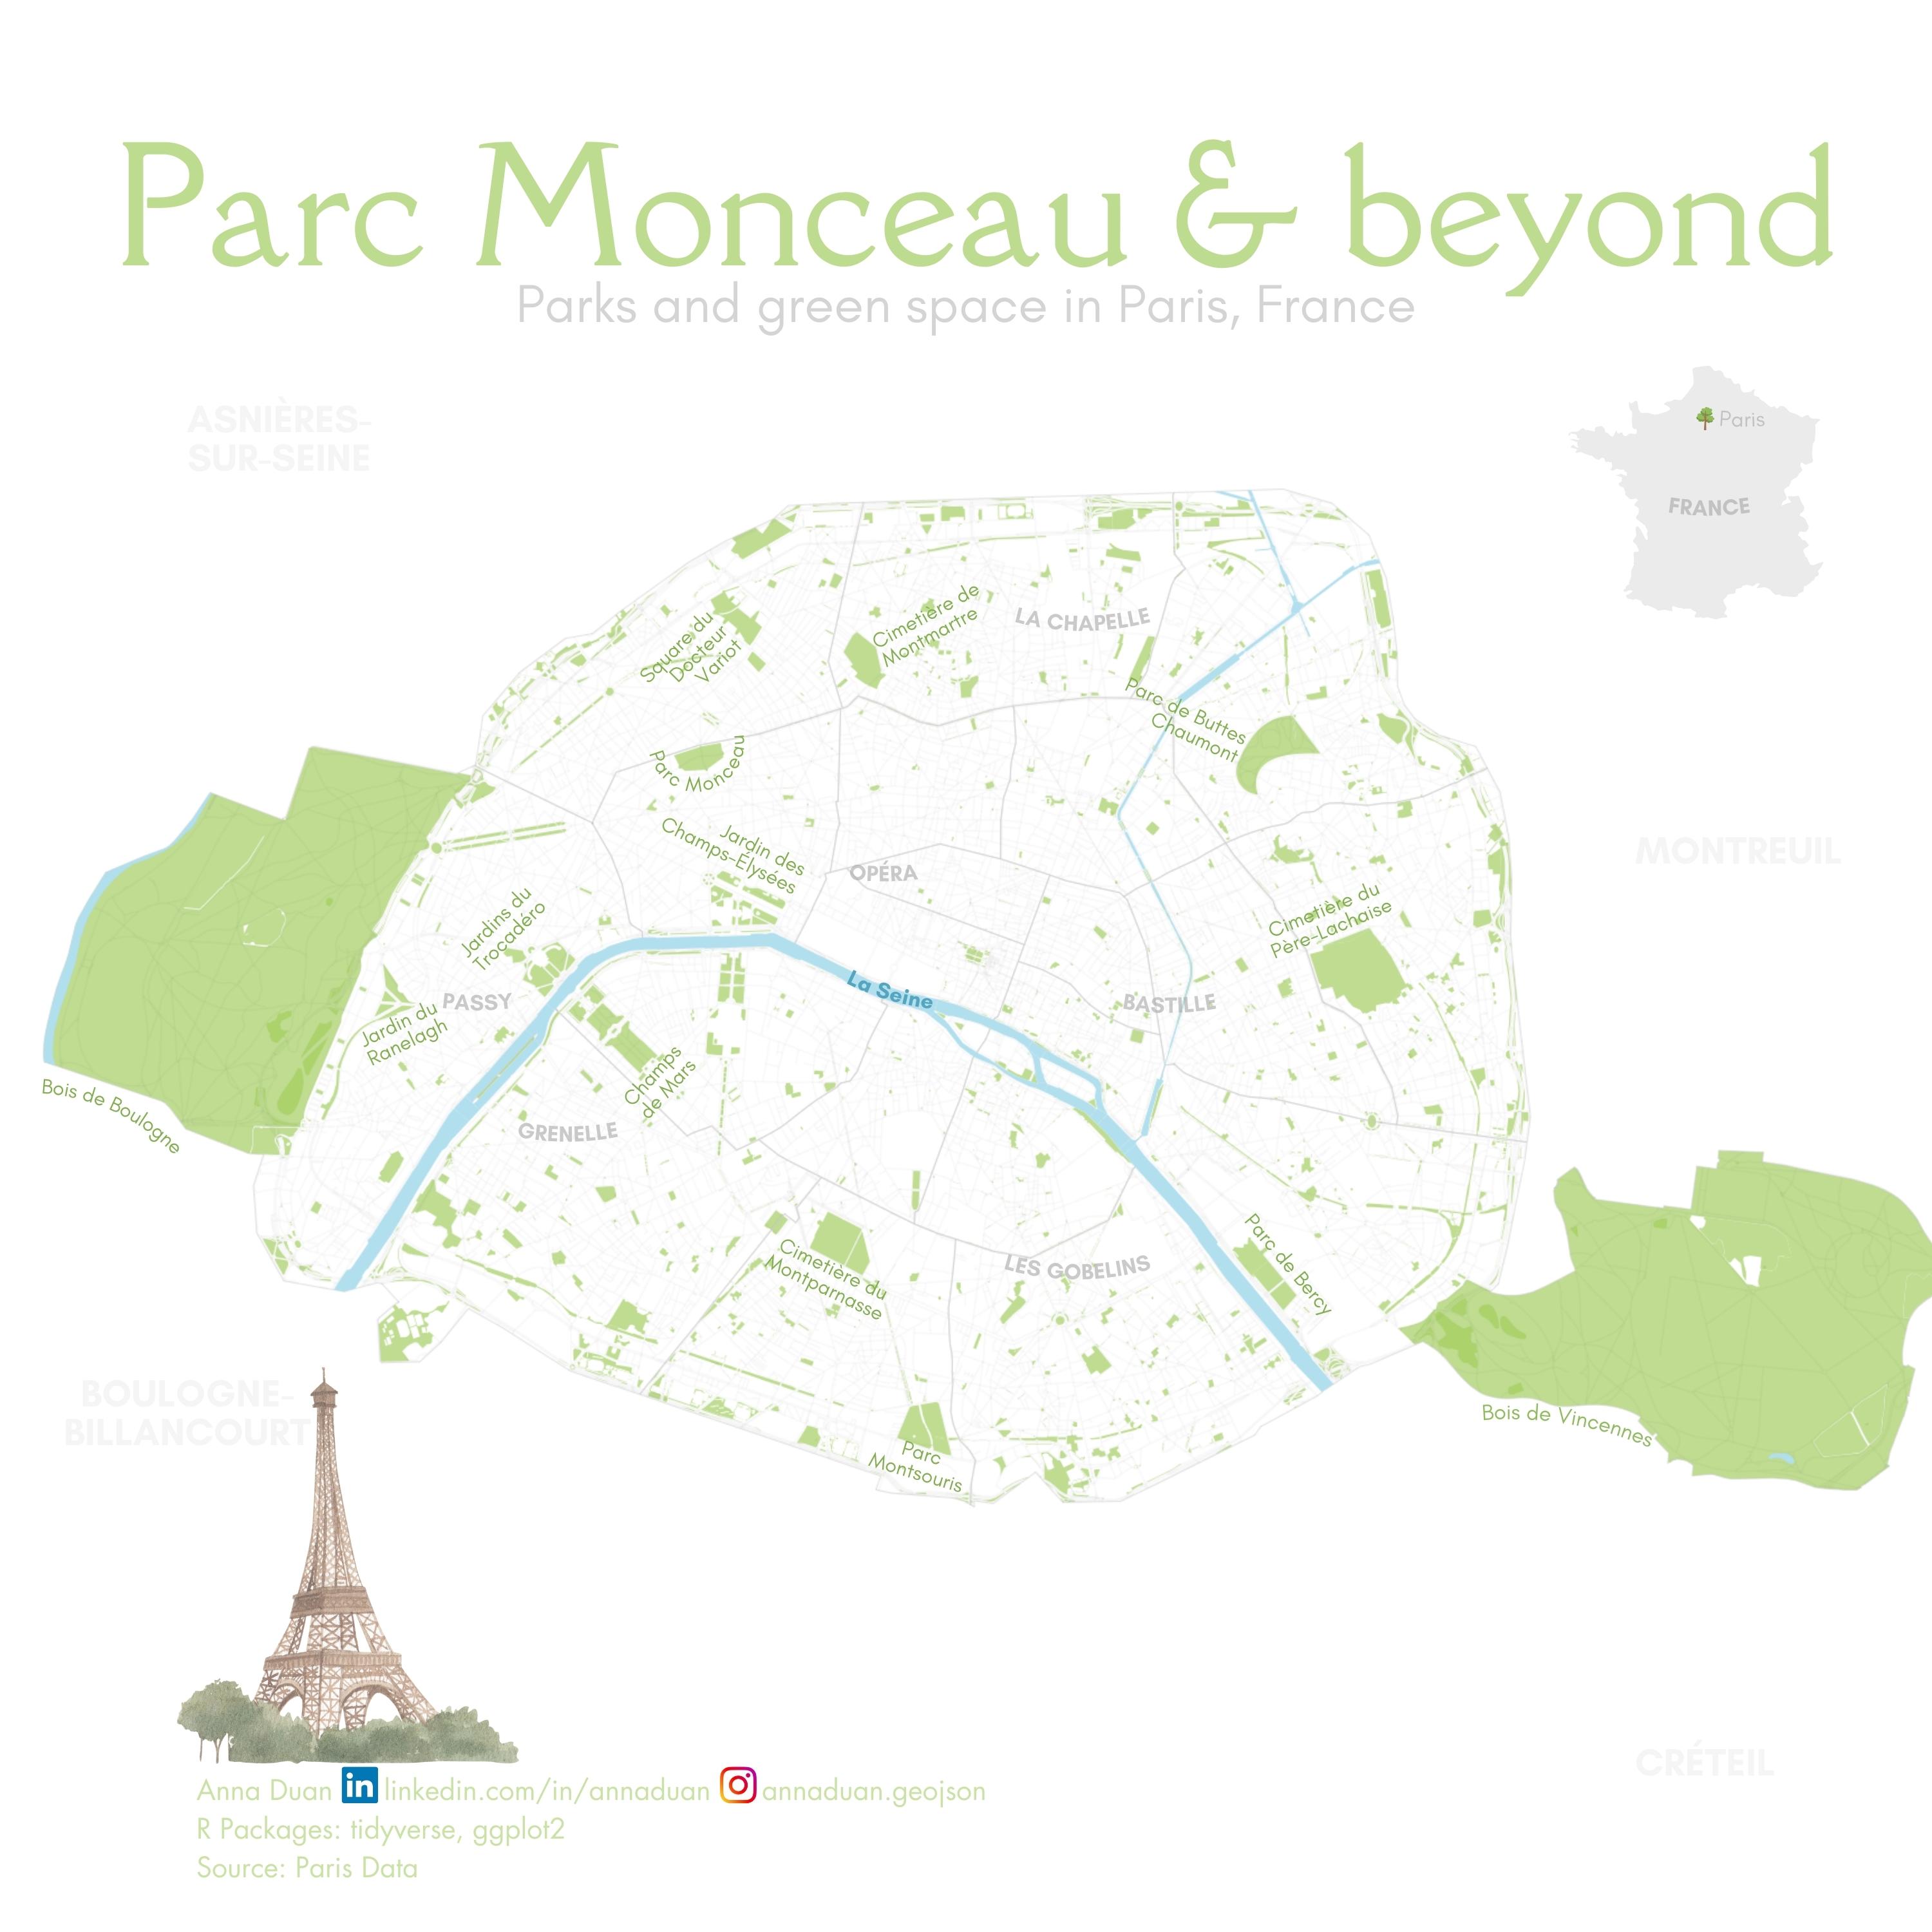 Parc Monceau & beyond
Parks and green space in Paris, France
ASNIÈRES-
SUR-SEINE
Paris
FRANCE
Square du
Docteur
Variot
Cimetière de
Montmartre
LA CHAPELLE
Parc de Buttes
Chaumont
Parc Monceau
Jardin des
Champs-Élysées
OPÉRA
MONTREUIL
Jardins du
Trocadéro
Cimetière du
Père-Lachaise
La Seine
PASSY
BASTILLE
Jardin du
Ranelagh
Champs
de Mars
Bois de Boulogne
GRENELLE
Cimetière du
Montparnasse
LES GOBELINS
Parc de Bercy
BOULOGNE-
BILLANCOURT
Bois de Vincennes
Parc
Montsouris
CRÉTEIL
Anna Duan in linkedin.com/in/annaduan annaduan.geojson
R Packages: tidyverse, ggplot2
Source: Paris Data